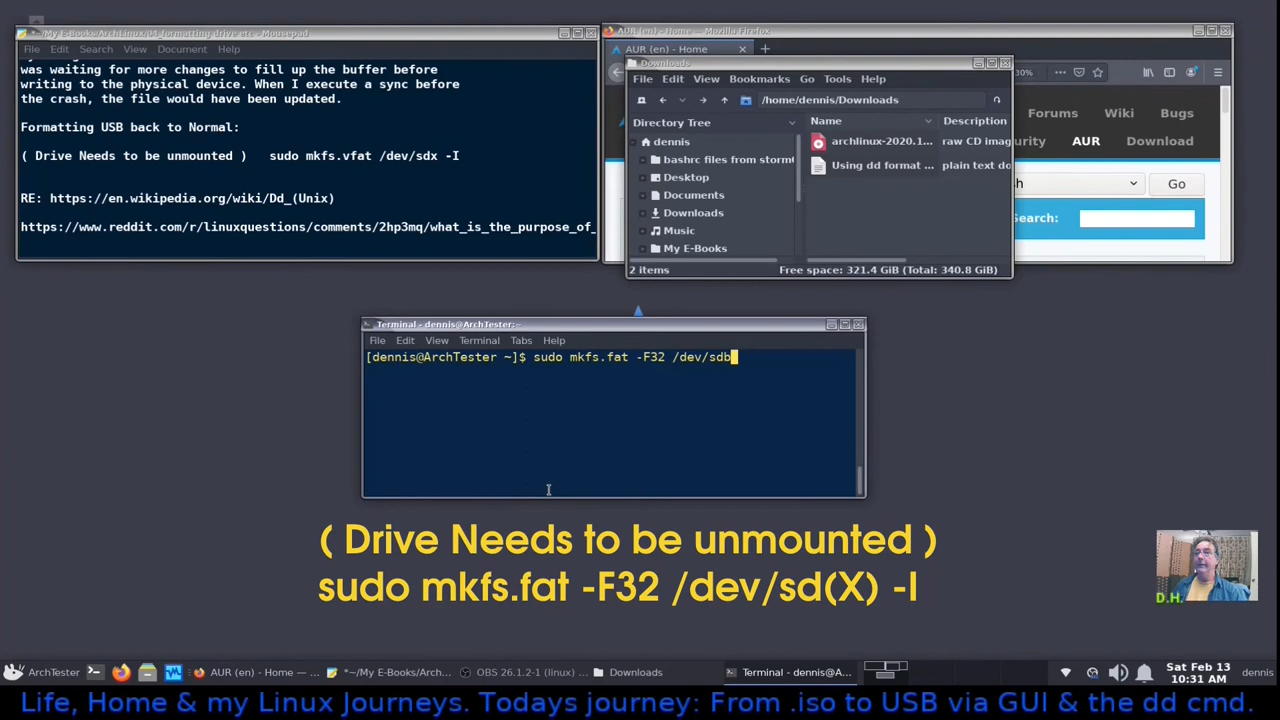 *~/My E-Books/ArchLinux/dd_formatting drive etc - Mousepad
File Edit Search View Document Help
was waiting for more changes to fill up the buffer before
writing to the physical device. When I execute a sync before
the crash, the file would have been updated.
Formatting USB back to Normal:
( Drive Needs to be unmounted ) sudo mkfs.vfat /dev/sdx -I
RE: https://en.wikipedia.org/wiki/Dd_(Unix)
https://www.reddit.com/r/linuxquestions/comments/2hp3mq/what_is_the_purpose_of_
AUR (en) - Home — Mozilla Firefox
AUR (en) - Home
30%
Forums Wiki Bugs
urity AUR Download
sh Go
Search:
Downloads
File Edit View Bookmarks Go Tools Help
/home/dennis/Downloads
Directory Tree
dennis
bashrc files from stormt
Desktop
Documents
Downloads
Music
My E-Books
Name Description
archlinux-2020.1... raw CD imag
Using dd format ... plain text do
2 items Free space: 321.4 GiB (Total: 340.8 GiB)
Terminal - dennis@ArchTester:~
File Edit View Terminal Tabs Help
[dennis@ArchTester ~]$ sudo mkfs.fat -F32 /dev/sdb
( Drive Needs to be unmounted )
sudo mkfs.fat -F32 /dev/sd(X) -I
D.H.
ArchTester
AUR (en) - Home — ...
*~/My E-Books/Arch...
OBS 26.1.2-1 (linux) ...
Downloads
Terminal - dennis@A...
Sat Feb 13
10:31 AM
dennis
Life, Home & my Linux Journeys. Todays journey: From .iso to USB via GUI & the dd cmd.